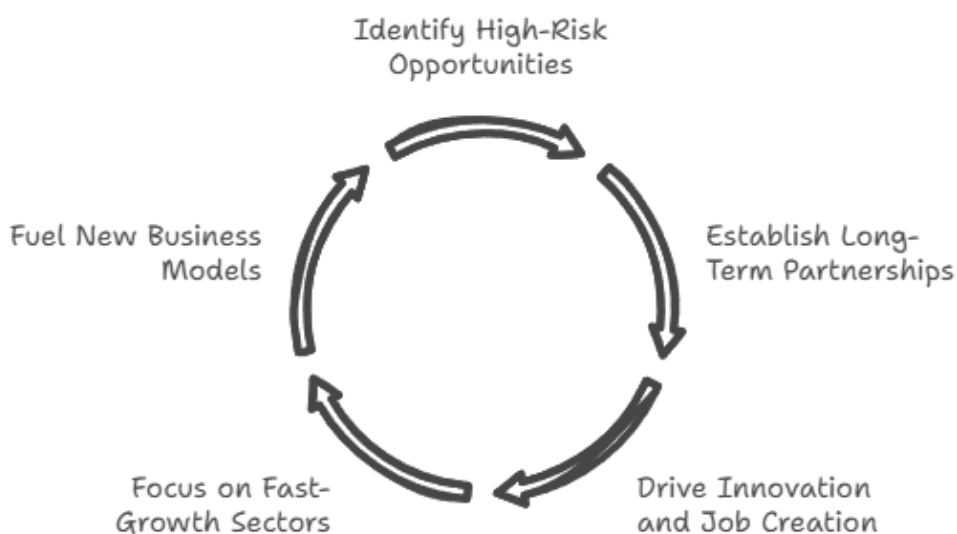 Identify High-Risk
Opportunities
Establish Long-
Term Partnerships
Drive Innovation
and Job Creation
Focus on Fast-
Growth Sectors
Fuel New Business
Models